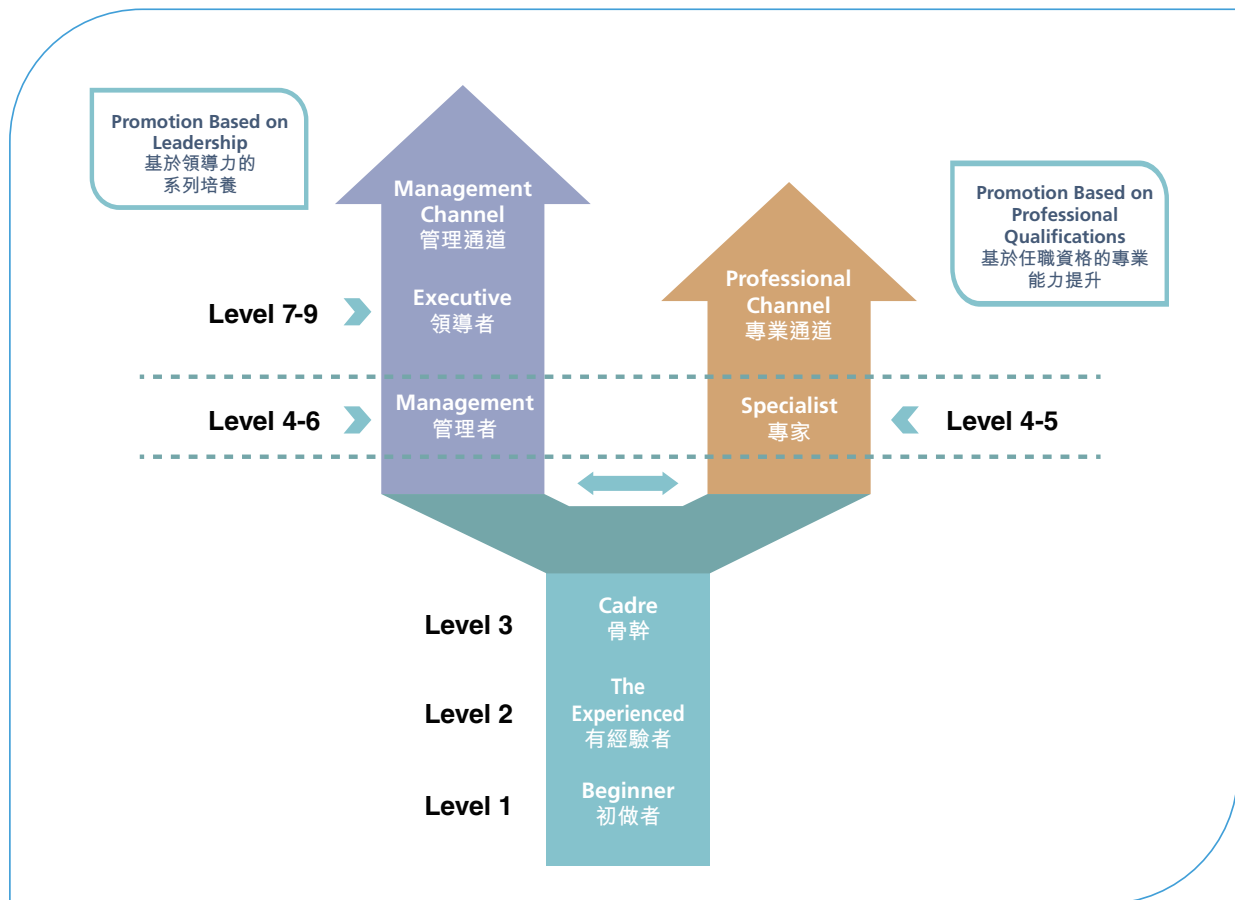 Promotion Based on
Leadership
基於領導力的
系列培養
Management
Channel
管理通道
Promotion Based on
Professional
Qualifications
基於任職資格的專業
能力提升
Professional
Channel
專業通道
Level 7-9
Executive
領導者
Level 4-6
Management
管理者
Specialist
專家
Level 4-5
Level 3
Cadre
骨幹
Level 2
The
Experienced
有經驗者
Level 1
Beginner
初做者